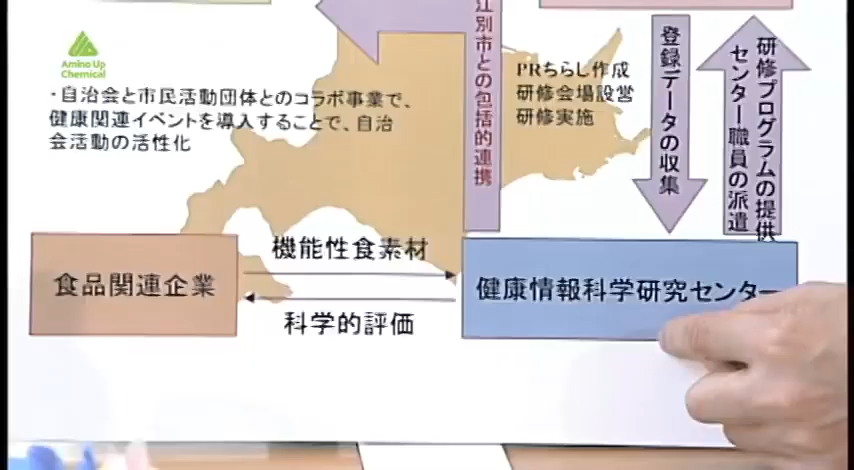 Amino Up
Chemical
・自治会と市民活動団体とのコラボ事業で、
健康関連イベントを導入することで、自治
会活動の活性化
江別市との包括的連携
PRちらし作成
研修会場設営
研修実施
登録データの収集
研修プログラムの提供
センター職員の派遣
機能性食素材
食品関連企業
健康情報科学研究センター
科学的評価